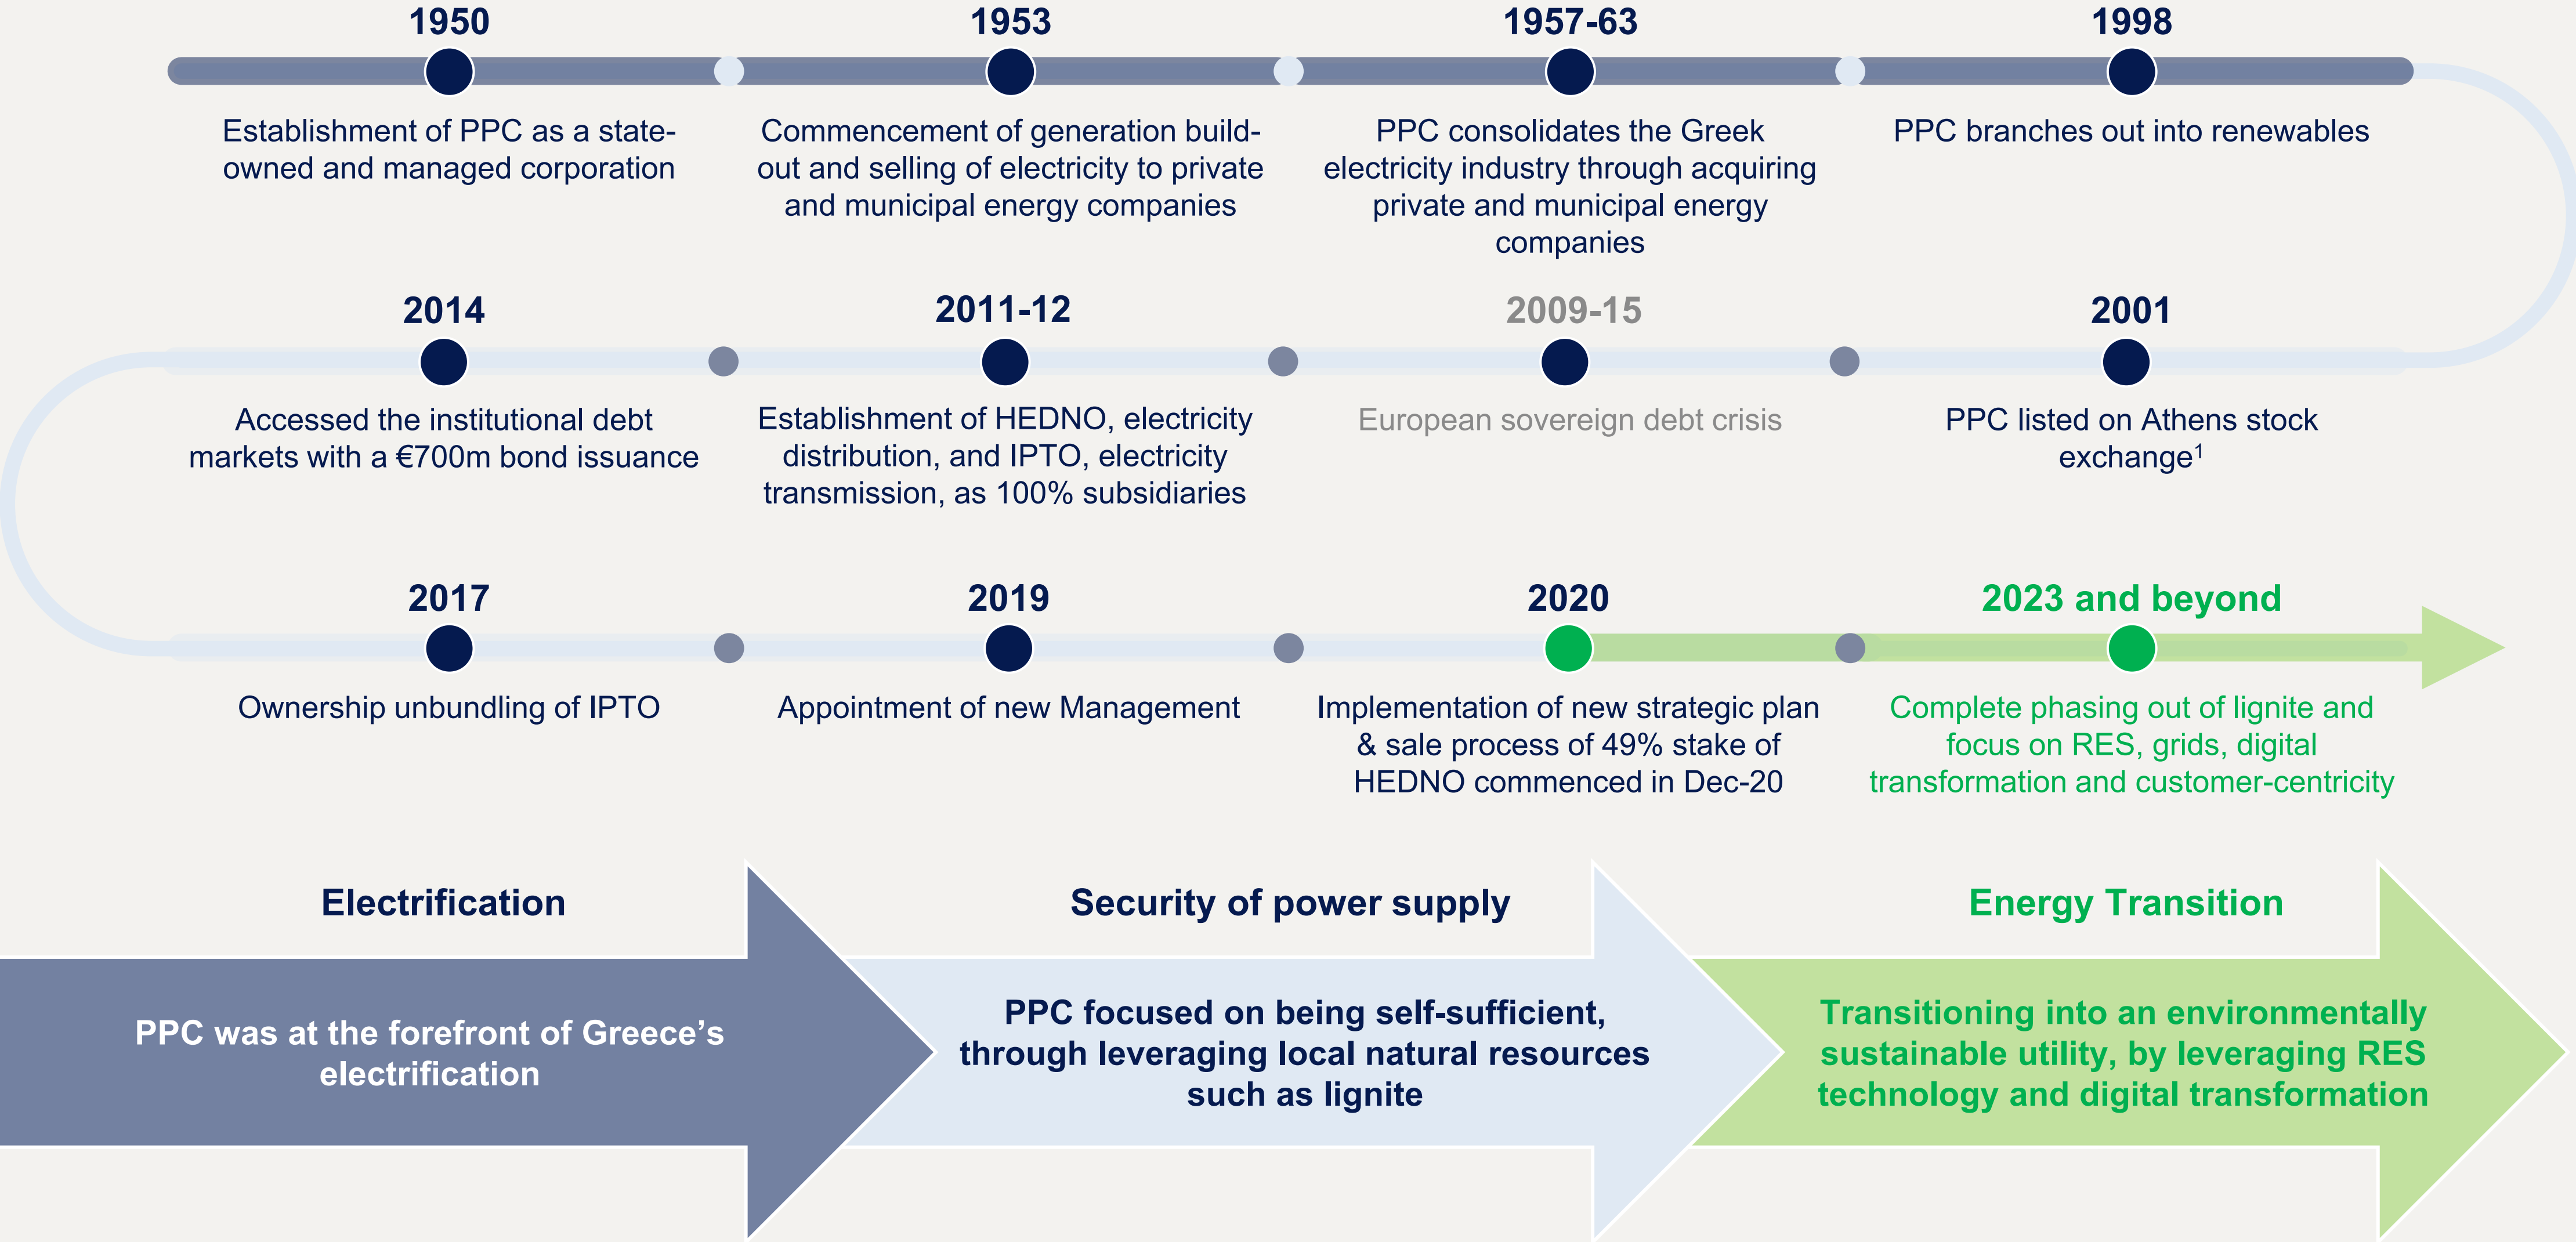 1950
Establishment of PPC as a state-
owned and managed corporation
1953
Commencement of generation build-
out and selling of electricity to private
and municipal energy companies
1957-63
PPC consolidates the Greek
electricity industry through acquiring
private and municipal energy
companies
1998
PPC branches out into renewables
2014
Accessed the institutional debt
markets with a €700m bond issuance
2011-12
Establishment of HEDNO, electricity
distribution, and IPTO, electricity
transmission, as 100% subsidiaries
2009-15
European sovereign debt crisis
2001
PPC listed on Athens stock
exchange¹
2017
Ownership unbundling of IPTO
2019
Appointment of new Management
2020
Implementation of new strategic plan
& sale process of 49% stake of
HEDNO commenced in Dec-20
2023 and beyond
Complete phasing out of lignite and
focus on RES, grids, digital
transformation and customer-centricity
Electrification
PPC was at the forefront of Greece’s
electrification
Security of power supply
PPC focused on being self-sufficient,
through leveraging local natural resources
such as lignite
Energy Transition
Transitioning into an environmentally
sustainable utility, by leveraging RES
technology and digital transformation